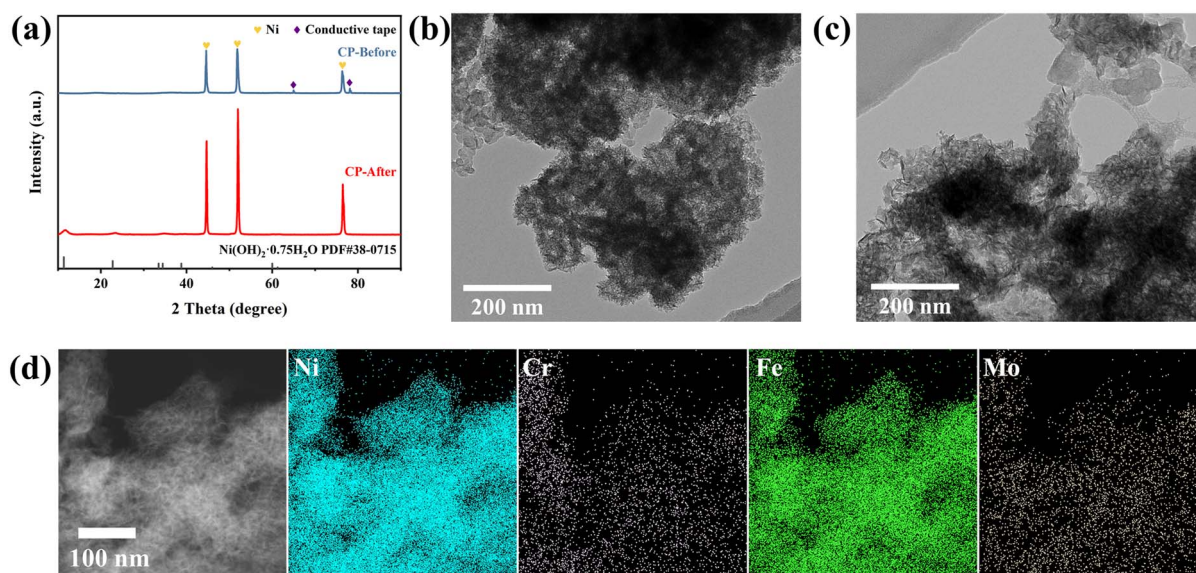 (a)
Ni
Conductive tape
CP-Before
CP-After
Ni(OH)₂·0.75H₂O PDF#38-0715
Intensity (a.u.)
20
40
60
80
2 Theta (degree)
(b)
200 nm
(c)
200 nm
(d)
100 nm
Ni
Cr
Fe
Mo